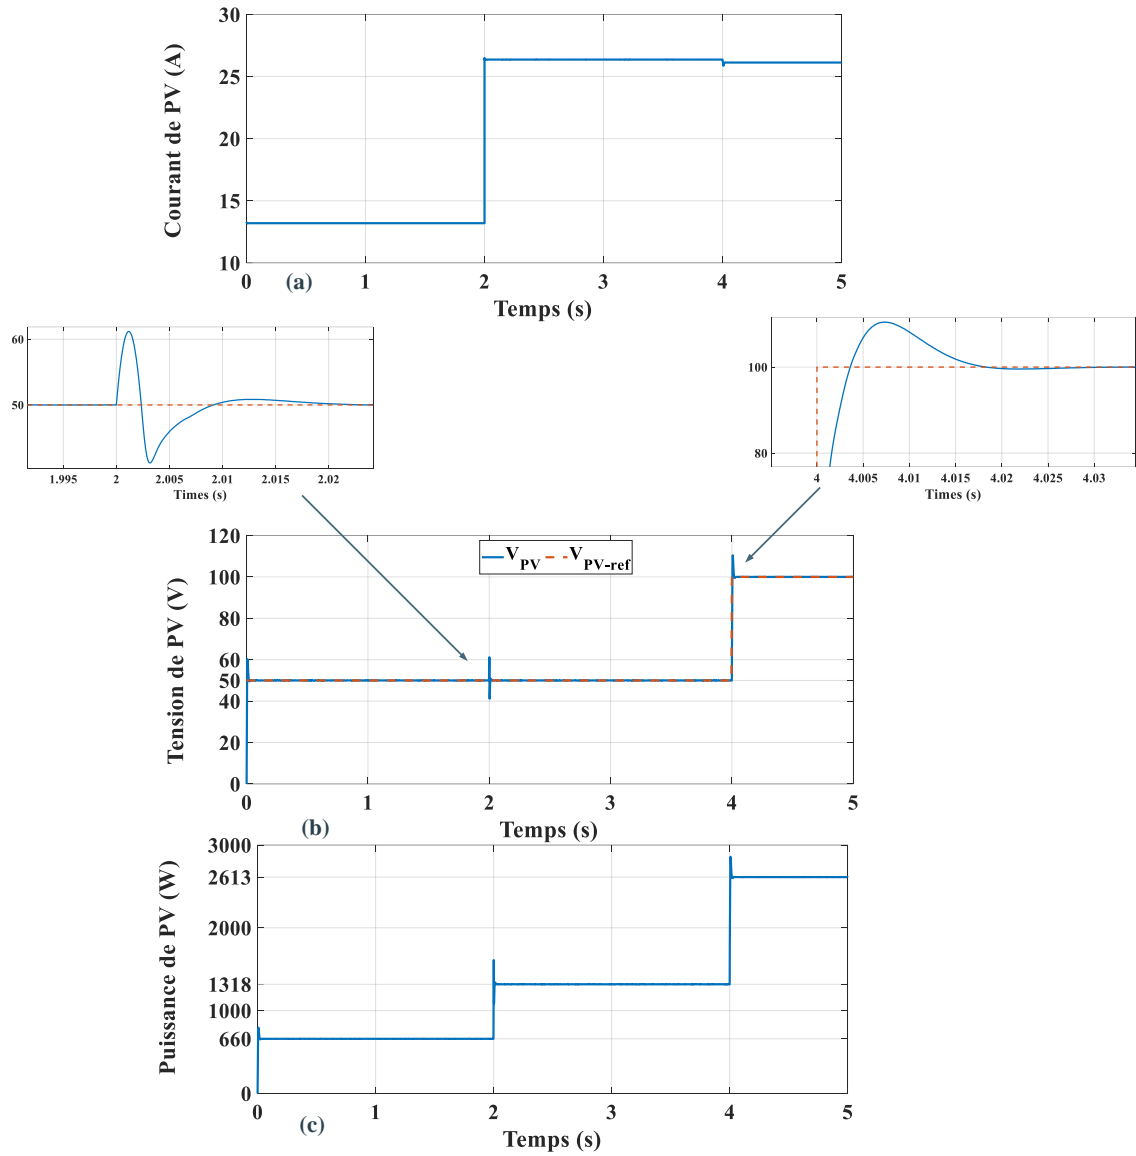 30
25
20
15
10
Courant de PV (A)
0 1 2 3 4 5
(a)
Temps (s)
60
50
1.995 2 2.005 2.01 2.015 2.02
Times (s)
100
80
4 4.005 4.01 4.015 4.02 4.025 4.03
Times (s)
120
100
80
60
50
40
20
0
Tension de PV (V)
V PV V PV-ref
0 1 2 3 4 5
(b)
Temps (s)
3000
2613
2000
1318
1000
660
0
Puissance de PV (W)
0 1 2 3 4 5
(c)
Temps (s)